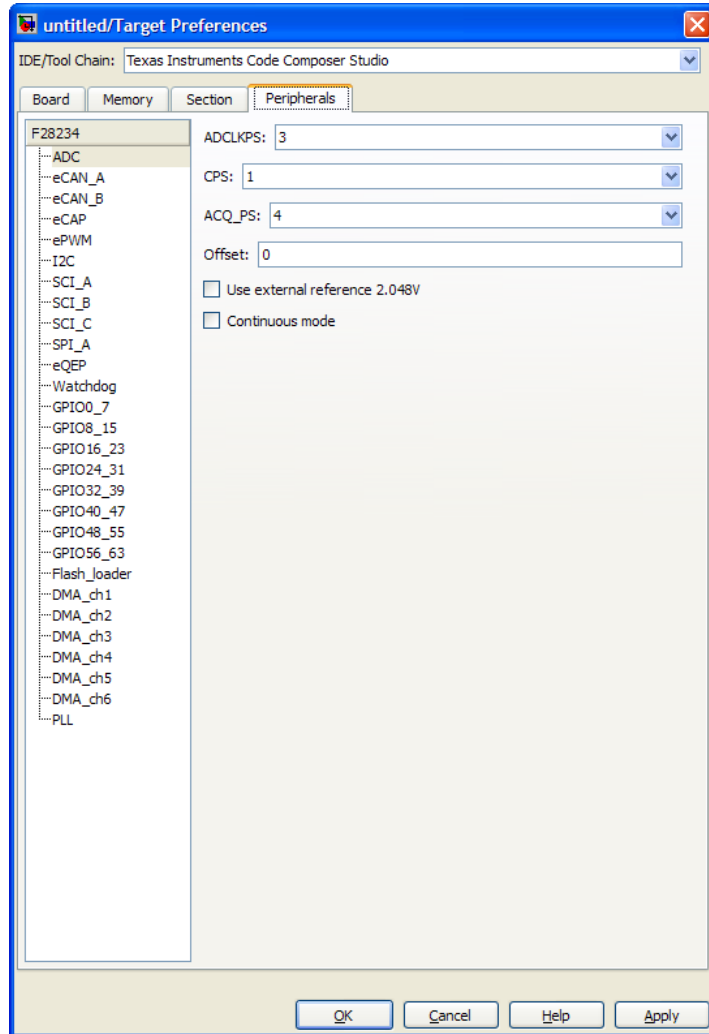 untitled/Target Preferences
IDE/Tool Chain: Texas Instruments Code Composer Studio
Board Memory Section Peripherals
F28234
ADC
eCAN_A
eCAN_B
eCAP
ePWM
I2C
SCI_A
SCI_B
SCI_C
SPI_A
eQEP
Watchdog
GPIO0_7
GPIO8_15
GPIO16_23
GPIO24_31
GPIO32_39
GPIO40_47
GPIO48_55
GPIO56_63
Flash_loader
DMA_ch1
DMA_ch2
DMA_ch3
DMA_ch4
DMA_ch5
DMA_ch6
PLL
ADCLKPS: 3
CPS: 1
ACQ_PS: 4
Offset: 0
Use external reference 2.048V
Continuous mode
OK Cancel Help Apply